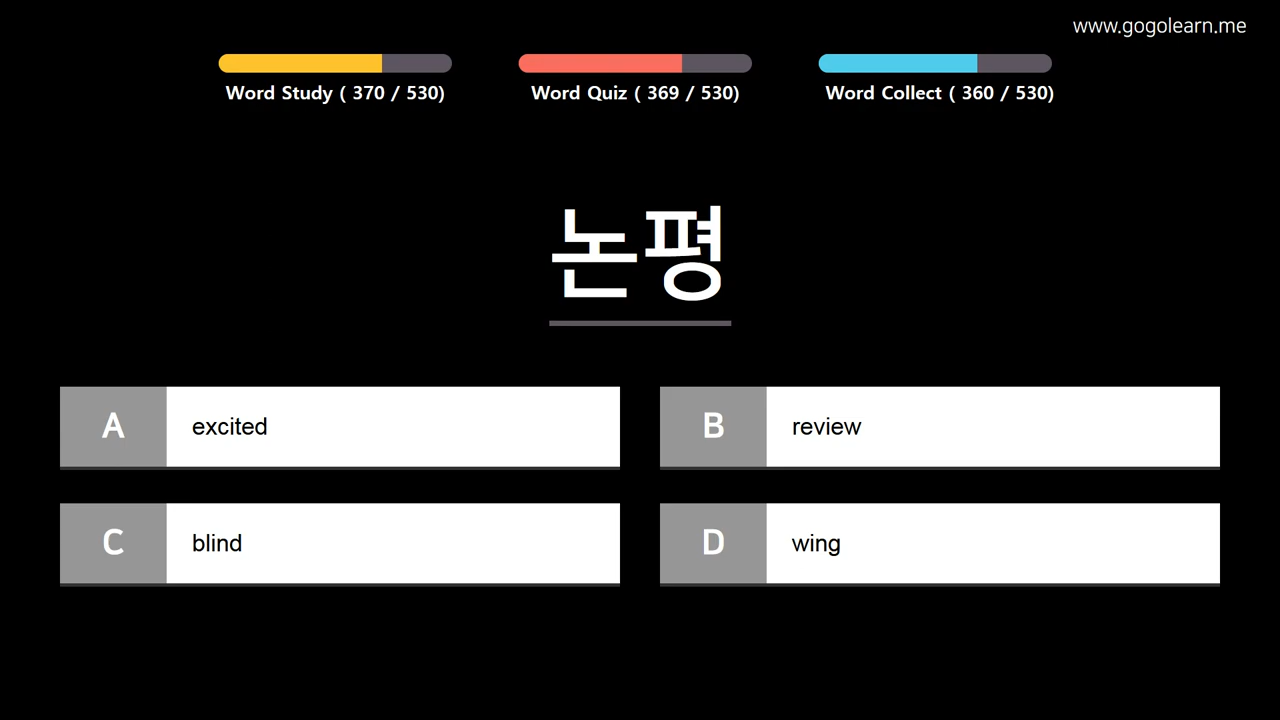 www.gogolearn.me
Word Study ( 370 / 530)
Word Quiz ( 369 / 530)
Word Collect ( 360 / 530)
논평
A excited
B review
C blind
D wing